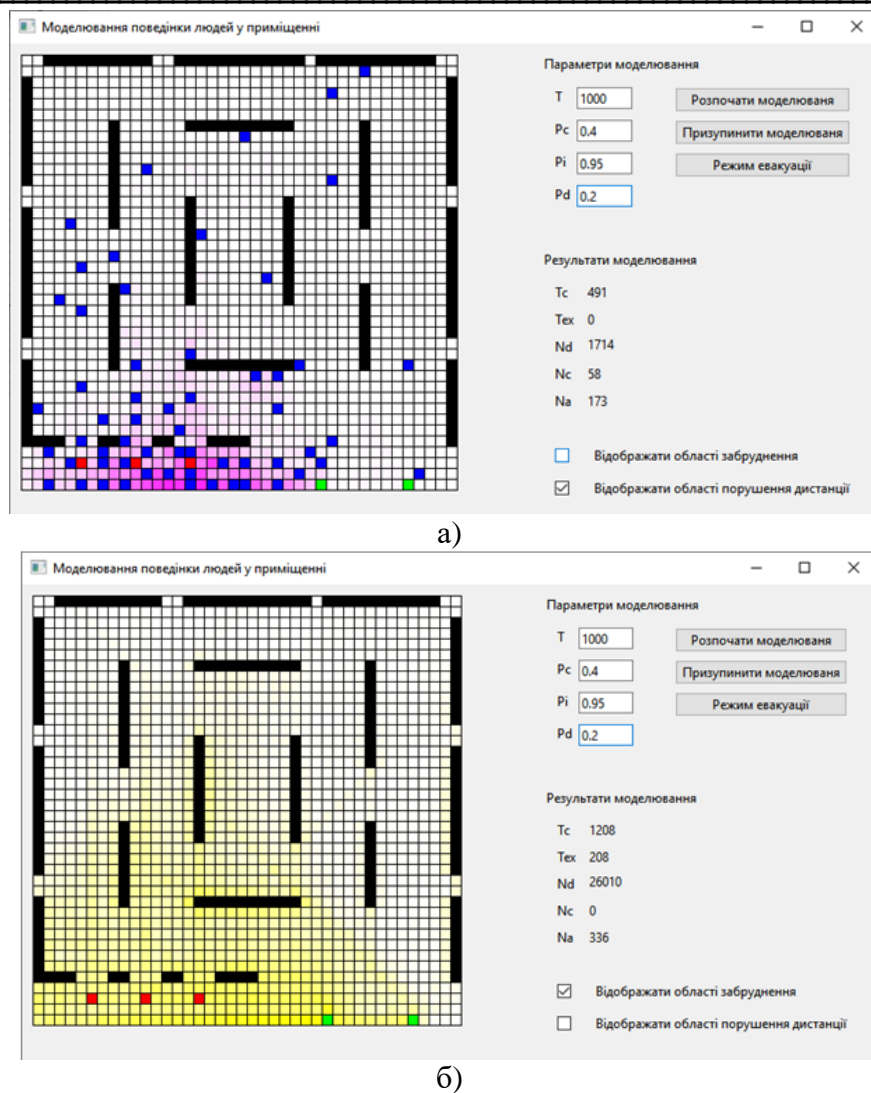 Моделювання поведінки людей у приміщенні
Параметри моделювання
T 1000 Розпочати моделюваня
Pc 0.4 Призупинити моделюваня
Pi 0.95 Режим евакуації
Pd 0.2
Результати моделювання
Tc 491
Tex 0
Nd 1714
Nc 58
Na 173
Відображати області забруднення
Відображати області порушення дистанції
а)
Моделювання поведінки людей у приміщенні
Параметри моделювання
T 1000 Розпочати моделюваня
Pc 0.4 Призупинити моделюваня
Pi 0.95 Режим евакуації
Pd 0.2
Результати моделювання
Tc 1208
Tex 208
Nd 26010
Nc 0
Na 336
Відображати області забруднення
Відображати області порушення дистанції
б)